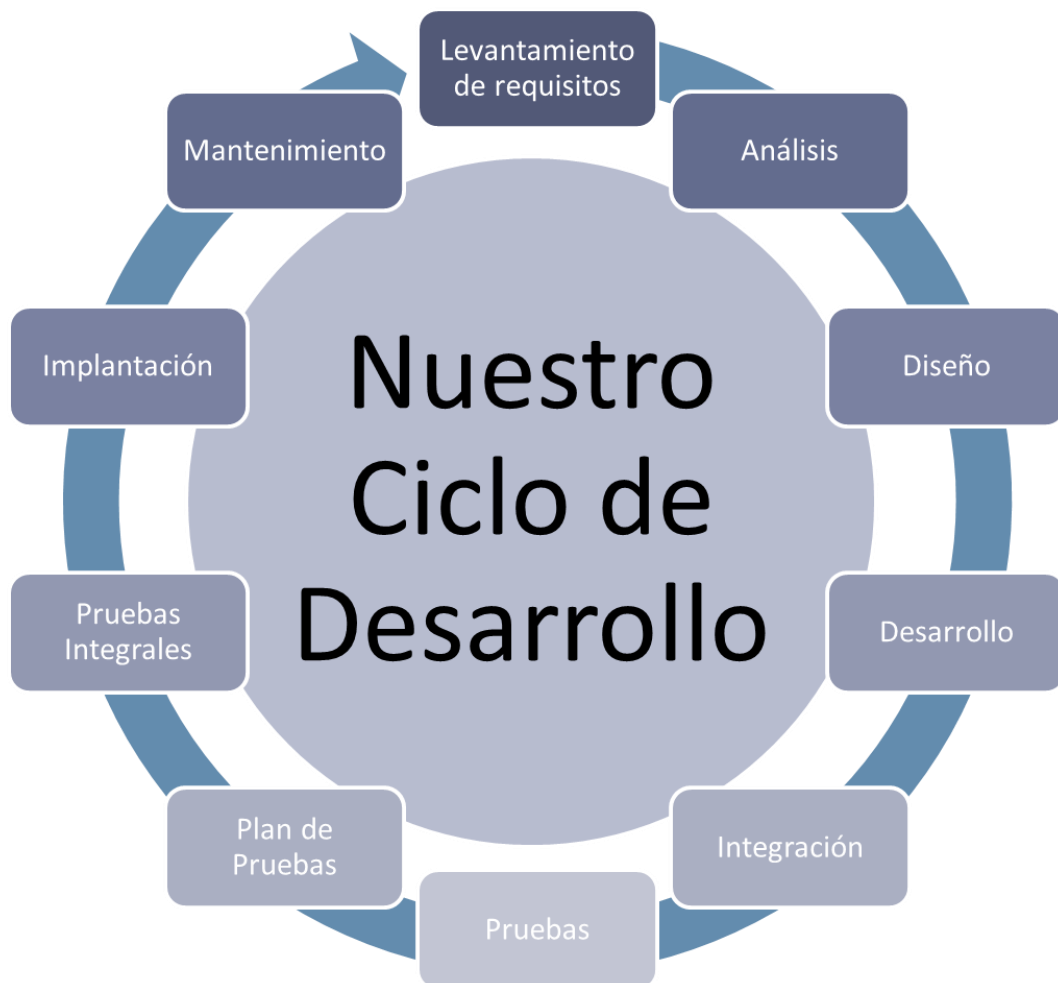 Levantamiento
de requisitos
Análisis
Diseño
Desarrollo
Integración
Pruebas
Plan de
Pruebas
Pruebas
Integrales
Implantación
Mantenimiento
Nuestro
Ciclo de
Desarrollo